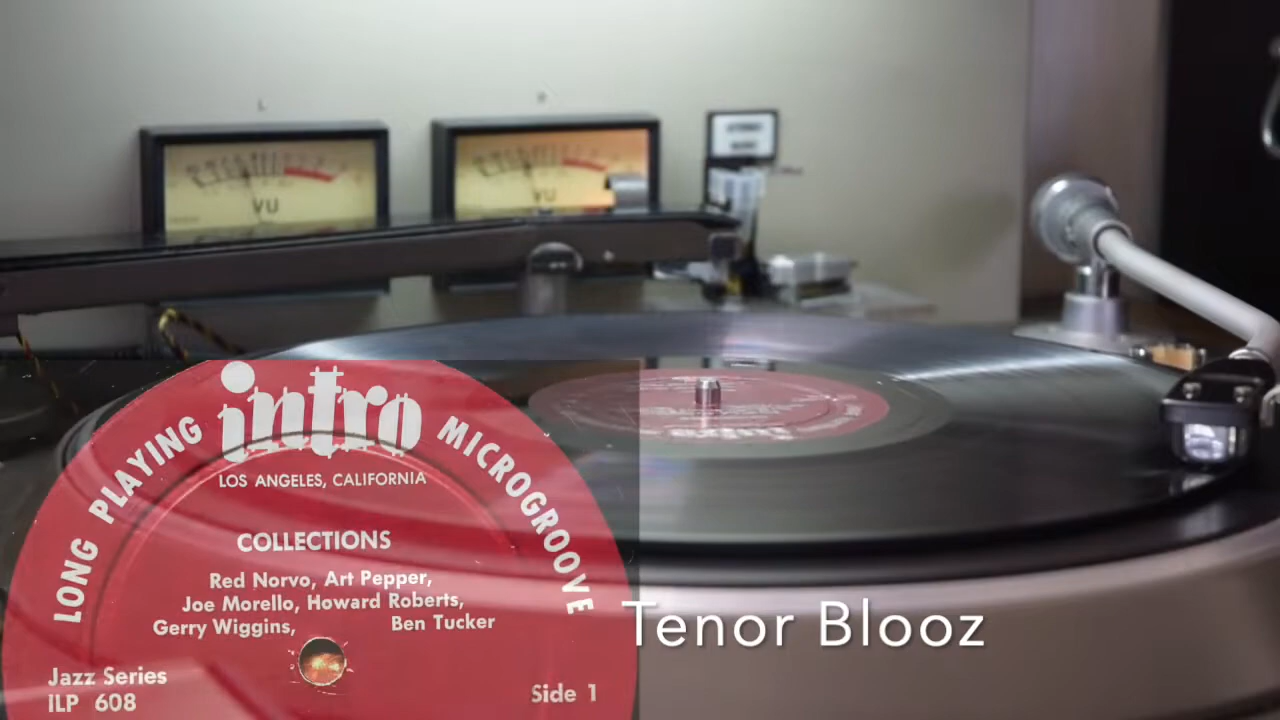 L
VU
VU
intro
LONG PLAYING MICROGROOVE
LOS ANGELES, CALIFORNIA
COLLECTIONS
Red Norvo, Art Pepper,
Joe Morello, Howard Roberts,
Gerry Wiggins, Ben Tucker
Jazz Series
ILP 608
Side 1
Tenor Blooz